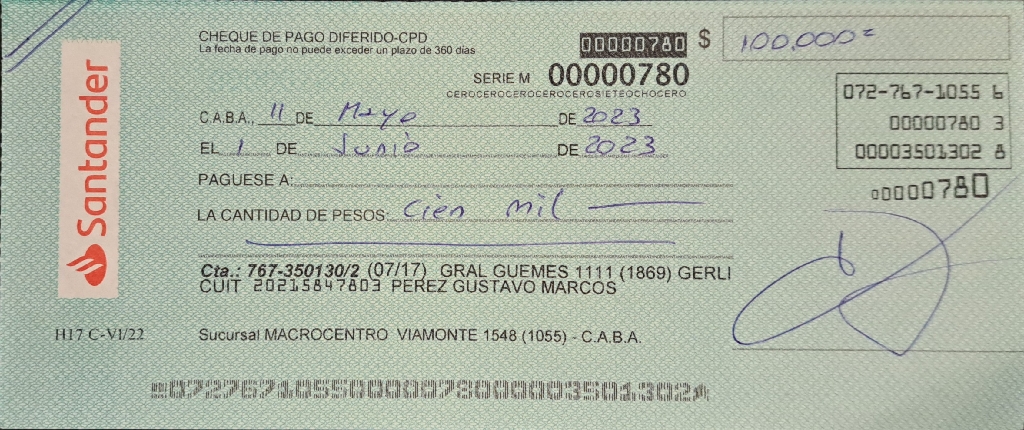 Santander
CHEQUE DE PAGO DIFERIDO-CPD
La fecha de pago no puede exceder un plazo de 360 días
00000780 $ 100,000=
SERIE M 00000780
CEROCEROCEROCEROCEROSIETEOCHOCERO
072-767-1055 6
00000780 3
00003501302 8
00000780
C.A.B.A., 11 DE Mayo DE 2023
EL 1 DE Junio DE 2023
PAGUESE A:
LA CANTIDAD DE PESOS: cien mil
Cta.: 767-350130/2 (07/17) GRAL GUEMES 1111 (1869) GERLI
CUIT 20215847803 PEREZ GUSTAVO MARCOS
H17 C-VI/22
Sucursal MACROCENTRO VIAMONTE 1548 (1055) - C.A.B.A.
07276710550000078000003501302